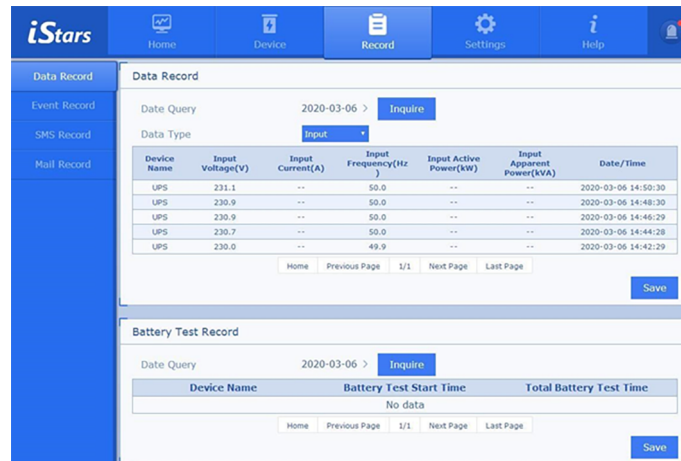 iStars
Home Device Record Settings Help
Data Record
Event Record
SMS Record
Mail Record
Data Record
Date Query 2020-03-06 > Inquire
Data Type Input
Device Name Input Voltage(V) Input Current(A) Input Frequency(Hz) Input Active Power(kW) Input Apparent Power(kVA) Date/Time
UPS 231.1 -- 50.0 -- -- 2020-03-06 14:50:30
UPS 230.9 -- 50.0 -- -- 2020-03-06 14:48:30
UPS 230.9 -- 50.0 -- -- 2020-03-06 14:46:29
UPS 230.7 -- 50.0 -- -- 2020-03-06 14:44:28
UPS 230.0 -- 49.9 -- -- 2020-03-06 14:42:29
Home Previous Page 1/1 Next Page Last Page
Save
Battery Test Record
Date Query 2020-03-06 > Inquire
Device Name Battery Test Start Time Total Battery Test Time
No data
Home Previous Page 1/1 Next Page Last Page
Save